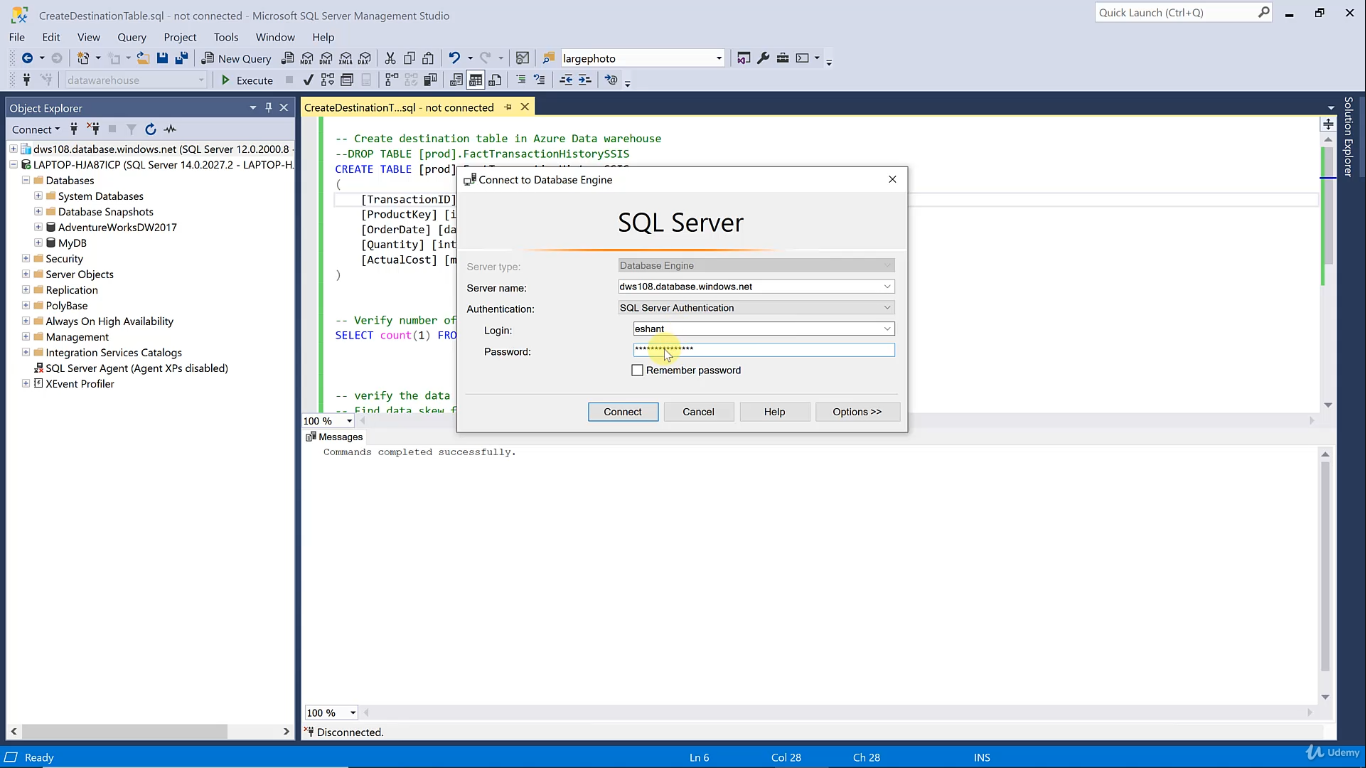 CreateDestinationTable.sql - not connected - Microsoft SQL Server Management Studio
Quick Launch (Ctrl+Q)
File Edit View Query Project Tools Window Help
New Query
largephoto
datawarehouse
Execute
Object Explorer
CreateDestinationT...sql - not connected
Connect
dws108.database.windows.net (SQL Server 12.0.2000.8 -
LAPTOP-HJA87ICP (SQL Server 14.0.2027.2 - LAPTOP-HJ
Databases
System Databases
Database Snapshots
AdventureWorksDW2017
MyDB
Security
Server Objects
Replication
PolyBase
Always On High Availability
Management
Integration Services Catalogs
SQL Server Agent (Agent XPs disabled)
XEvent Profiler
-- Create destination table in Azure Data warehouse
--DROP TABLE [prod].FactTransactionHistorySSIS
CREATE TABLE [prod].FactTransactionHistorySSIS
(
[TransactionID]
[ProductKey] [i
[OrderDate] [da
[Quantity] [int
[ActualCost] [m
)
-- Verify number of
SELECT count(1) FRO
-- verify the data
-- Find data skew f
100 %
Connect to Database Engine
SQL Server
Server type: Database Engine
Server name: dws108.database.windows.net
Authentication: SQL Server Authentication
Login: eshant
Password: ***************
Remember password
Connect Cancel Help Options >>
Messages
Commands completed successfully.
100 %
Disconnected.
Ready Ln 6 Col 28 Ch 28 INS
Solution Explorer
Udemy